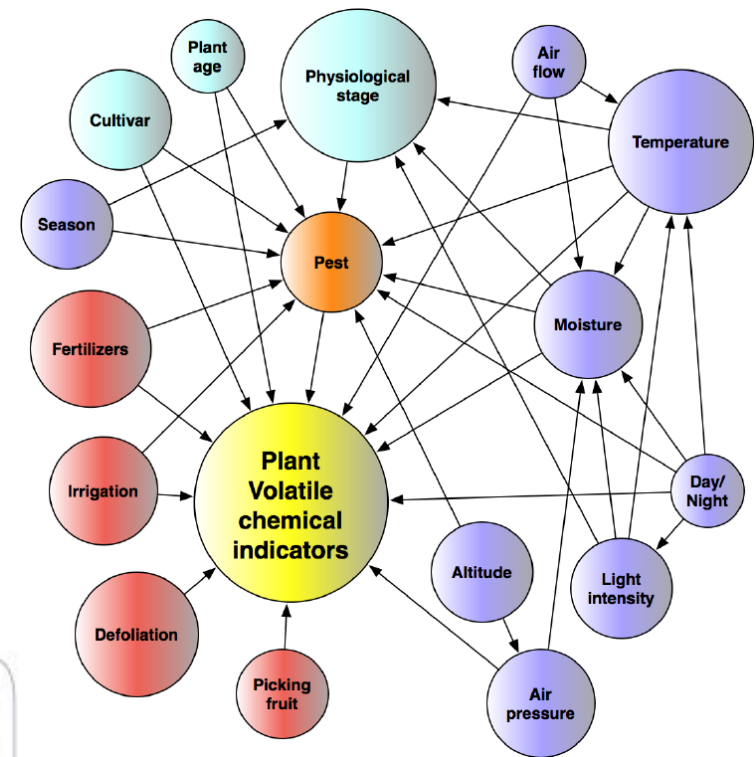 Plant
age
Physiological
stage
Air
flow
Cultivar
Temperature
Season
Pest
Moisture
Fertilizers
Irrigation
Plant
Volatile
chemical
indicators
Day/
Night
Altitude
Light
intensity
Defoliation
Picking
fruit
Air
pressure